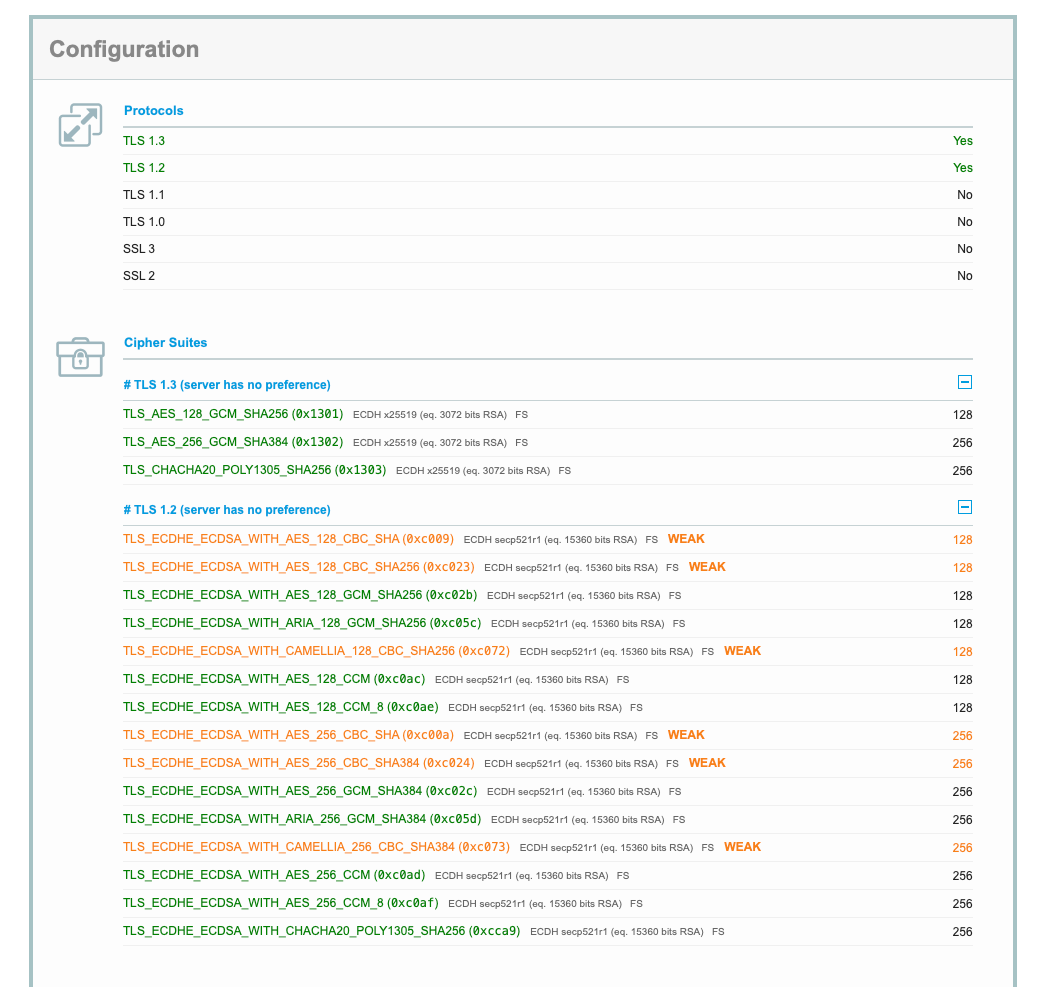 Configuration
Protocols
TLS 1.3 Yes
TLS 1.2 Yes
TLS 1.1 No
TLS 1.0 No
SSL 3 No
SSL 2 No
Cipher Suites
# TLS 1.3 (server has no preference)
TLS_AES_128_GCM_SHA256 (0x1301) ECDH x25519 (eq. 3072 bits RSA) FS 128
TLS_AES_256_GCM_SHA384 (0x1302) ECDH x25519 (eq. 3072 bits RSA) FS 256
TLS_CHACHA20_POLY1305_SHA256 (0x1303) ECDH x25519 (eq. 3072 bits RSA) FS 256
# TLS 1.2 (server has no preference)
TLS_ECDHE_ECDSA_WITH_AES_128_CBC_SHA (0xc009) ECDH secp521r1 (eq. 15360 bits RSA) FS WEAK 128
TLS_ECDHE_ECDSA_WITH_AES_128_CBC_SHA256 (0xc023) ECDH secp521r1 (eq. 15360 bits RSA) FS WEAK 128
TLS_ECDHE_ECDSA_WITH_AES_128_GCM_SHA256 (0xc02b) ECDH secp521r1 (eq. 15360 bits RSA) FS 128
TLS_ECDHE_ECDSA_WITH_ARIA_128_GCM_SHA256 (0xc05c) ECDH secp521r1 (eq. 15360 bits RSA) FS 128
TLS_ECDHE_ECDSA_WITH_CAMELLIA_128_CBC_SHA256 (0xc072) ECDH secp521r1 (eq. 15360 bits RSA) FS WEAK 128
TLS_ECDHE_ECDSA_WITH_AES_128_CCM (0xc0ac) ECDH secp521r1 (eq. 15360 bits RSA) FS 128
TLS_ECDHE_ECDSA_WITH_AES_128_CCM_8 (0xc0ae) ECDH secp521r1 (eq. 15360 bits RSA) FS 128
TLS_ECDHE_ECDSA_WITH_AES_256_CBC_SHA (0xc00a) ECDH secp521r1 (eq. 15360 bits RSA) FS WEAK 256
TLS_ECDHE_ECDSA_WITH_AES_256_CBC_SHA384 (0xc024) ECDH secp521r1 (eq. 15360 bits RSA) FS WEAK 256
TLS_ECDHE_ECDSA_WITH_AES_256_GCM_SHA384 (0xc02c) ECDH secp521r1 (eq. 15360 bits RSA) FS 256
TLS_ECDHE_ECDSA_WITH_ARIA_256_GCM_SHA384 (0xc05d) ECDH secp521r1 (eq. 15360 bits RSA) FS 256
TLS_ECDHE_ECDSA_WITH_CAMELLIA_256_CBC_SHA384 (0xc073) ECDH secp521r1 (eq. 15360 bits RSA) FS WEAK 256
TLS_ECDHE_ECDSA_WITH_AES_256_CCM (0xc0ad) ECDH secp521r1 (eq. 15360 bits RSA) FS 256
TLS_ECDHE_ECDSA_WITH_AES_256_CCM_8 (0xc0af) ECDH secp521r1 (eq. 15360 bits RSA) FS 256
TLS_ECDHE_ECDSA_WITH_CHACHA20_POLY1305_SHA256 (0xcca9) ECDH secp521r1 (eq. 15360 bits RSA) FS 256